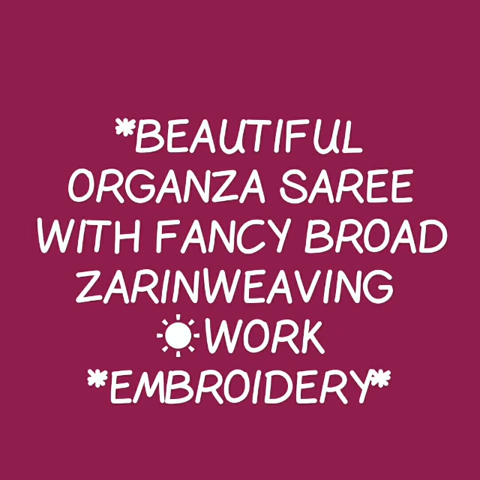 *BEAUTIFUL
ORGANZA SAREE
WITH FANCY BROAD
ZARINWEAVING
☀WORK
*EMBROIDERY*